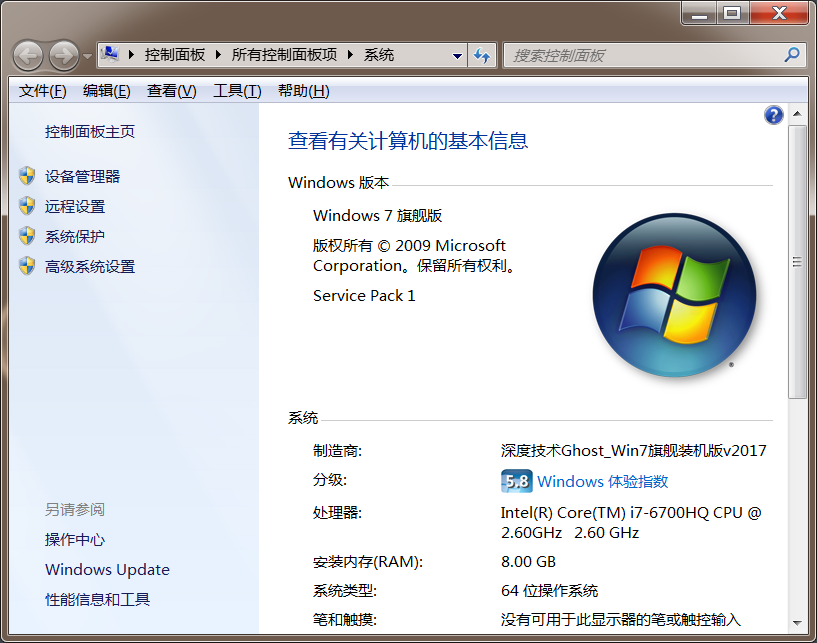 控制面板 ▸ 所有控制面板项 ▸ 系统
搜索控制面板
文件(F) 编辑(E) 查看(V) 工具(T) 帮助(H)
控制面板主页
设备管理器
远程设置
系统保护
高级系统设置
另请参阅
操作中心
Windows Update
性能信息和工具
查看有关计算机的基本信息
Windows 版本
Windows 7 旗舰版
版权所有 © 2009 Microsoft
Corporation。保留所有权利。
Service Pack 1
系统
制造商: 深度技术Ghost_Win7旗舰装机版v2017
分级: 5.8 Windows 体验指数
处理器: Intel(R) Core(TM) i7-6700HQ CPU @
2.60GHz 2.60 GHz
安装内存(RAM): 8.00 GB
系统类型: 64 位操作系统
笔和触摸: 没有可用于此显示器的笔或触控输入